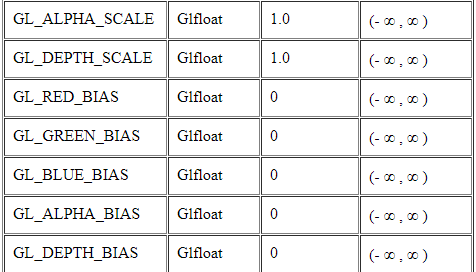 GL_ALPHA_SCALE Glfloat 1.0 (- ∞ , ∞ )
GL_DEPTH_SCALE Glfloat 1.0 (- ∞ , ∞ )
GL_RED_BIAS Glfloat 0 (- ∞ , ∞ )
GL_GREEN_BIAS Glfloat 0 (- ∞ , ∞ )
GL_BLUE_BIAS Glfloat 0 (- ∞ , ∞ )
GL_ALPHA_BIAS Glfloat 0 (- ∞ , ∞ )
GL_DEPTH_BIAS Glfloat 0 (- ∞ , ∞ )